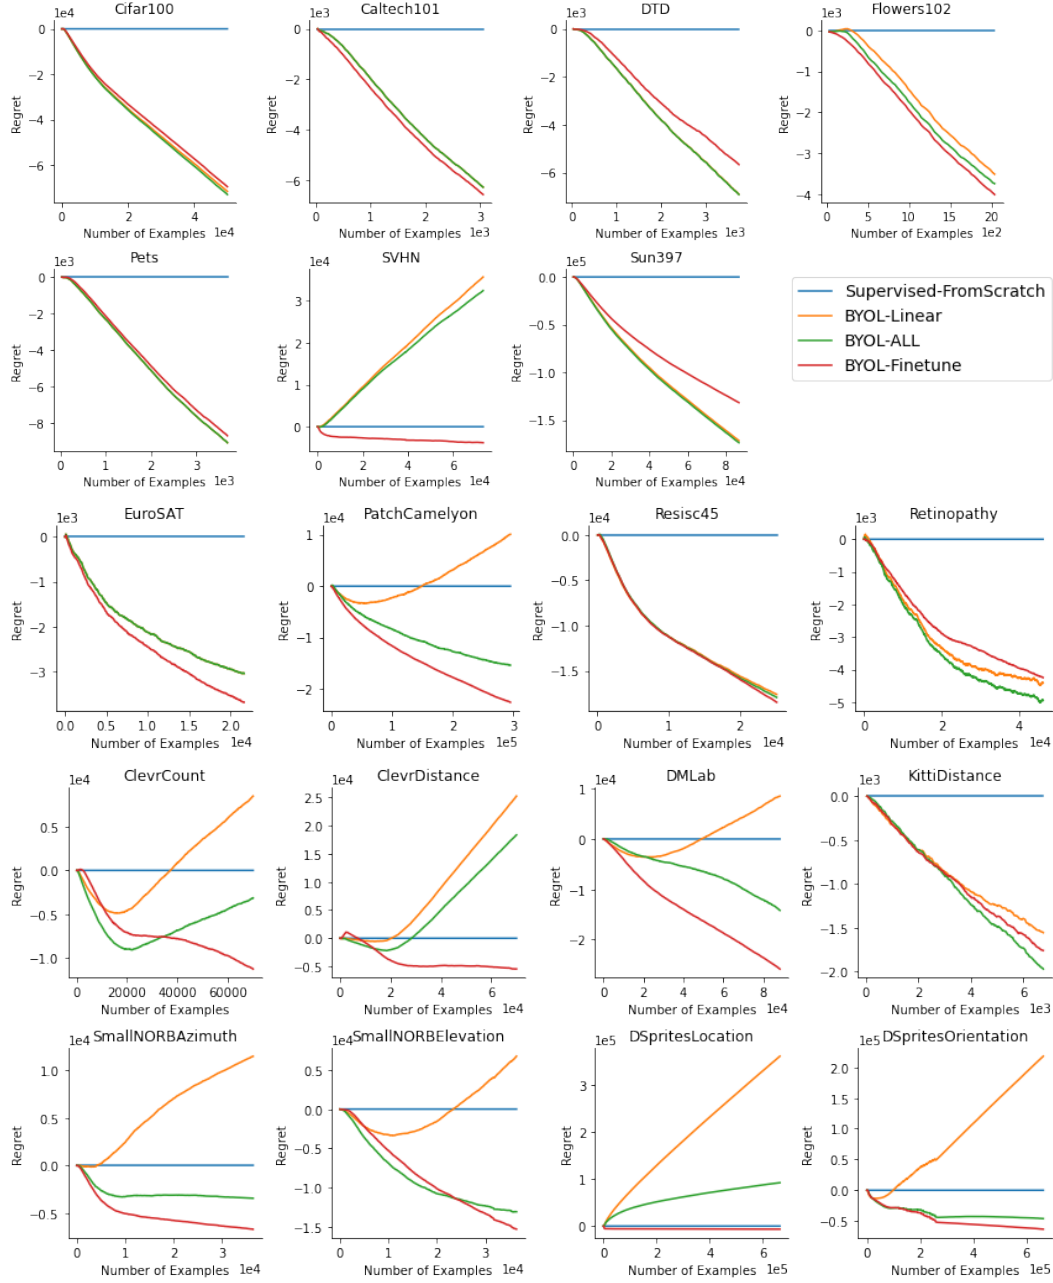 Cifar100
1e4
0
−2
−4
−6
Regret
0 2 4
Number of Examples 1e4
Caltech101
1e3
0
−2
−4
−6
Regret
0 1 2 3
Number of Examples 1e3
DTD
1e3
0
−2
−4
−6
Regret
0 1 2 3
Number of Examples 1e3
Flowers102
1e3
0
−1
−2
−3
−4
Regret
0 5 10 15 20
Number of Examples 1e2
Pets
1e3
0
−2
−4
−6
−8
Regret
0 1 2 3
Number of Examples 1e3
SVHN
1e4
3
2
1
0
Regret
0 2 4 6
Number of Examples 1e4
Sun397
1e5
0.0
−0.5
−1.0
−1.5
Regret
0 2 4 6 8
Number of Examples 1e4
Supervised-FromScratch
BYOL-Linear
BYOL-ALL
BYOL-Finetune
EuroSAT
1e3
0
−1
−2
−3
Regret
0.0 0.5 1.0 1.5 2.0
Number of Examples 1e4
PatchCamelyon
1e4
1
0
−1
−2
Regret
0 1 2 3
Number of Examples 1e5
Resisc45
1e4
0.0
−0.5
−1.0
−1.5
Regret
0 1 2
Number of Examples 1e4
Retinopathy
1e3
0
−1
−2
−3
−4
−5
Regret
0 2 4
Number of Examples 1e4
ClevrCount
1e4
0.5
0.0
−0.5
−1.0
Regret
0 20000 40000 60000
Number of Examples
ClevrDistance
1e4
2.5
2.0
1.5
1.0
0.5
0.0
−0.5
Regret
0 2 4 6
Number of Examples 1e4
DMLab
1e4
1
0
−1
−2
Regret
0 2 4 6 8
Number of Examples 1e4
KittiDistance
1e3
0.0
−0.5
−1.0
−1.5
−2.0
Regret
0 2 4 6
Number of Examples 1e3
SmallNORBAzimuth
1e4
1.0
0.5
0.0
−0.5
Regret
0 1 2 3
Number of Examples 1e4
SmallNORBElevation
1e4
0.5
0.0
−0.5
−1.0
−1.5
Regret
0 1 2 3
Number of Examples 1e4
DSpritesLocation
1e5
3
2
1
0
Regret
0 2 4 6
Number of Examples 1e5
DSpritesOrientation
1e5
2.0
1.5
1.0
0.5
0.0
−0.5
Regret
0 2 4 6
Number of Examples 1e5